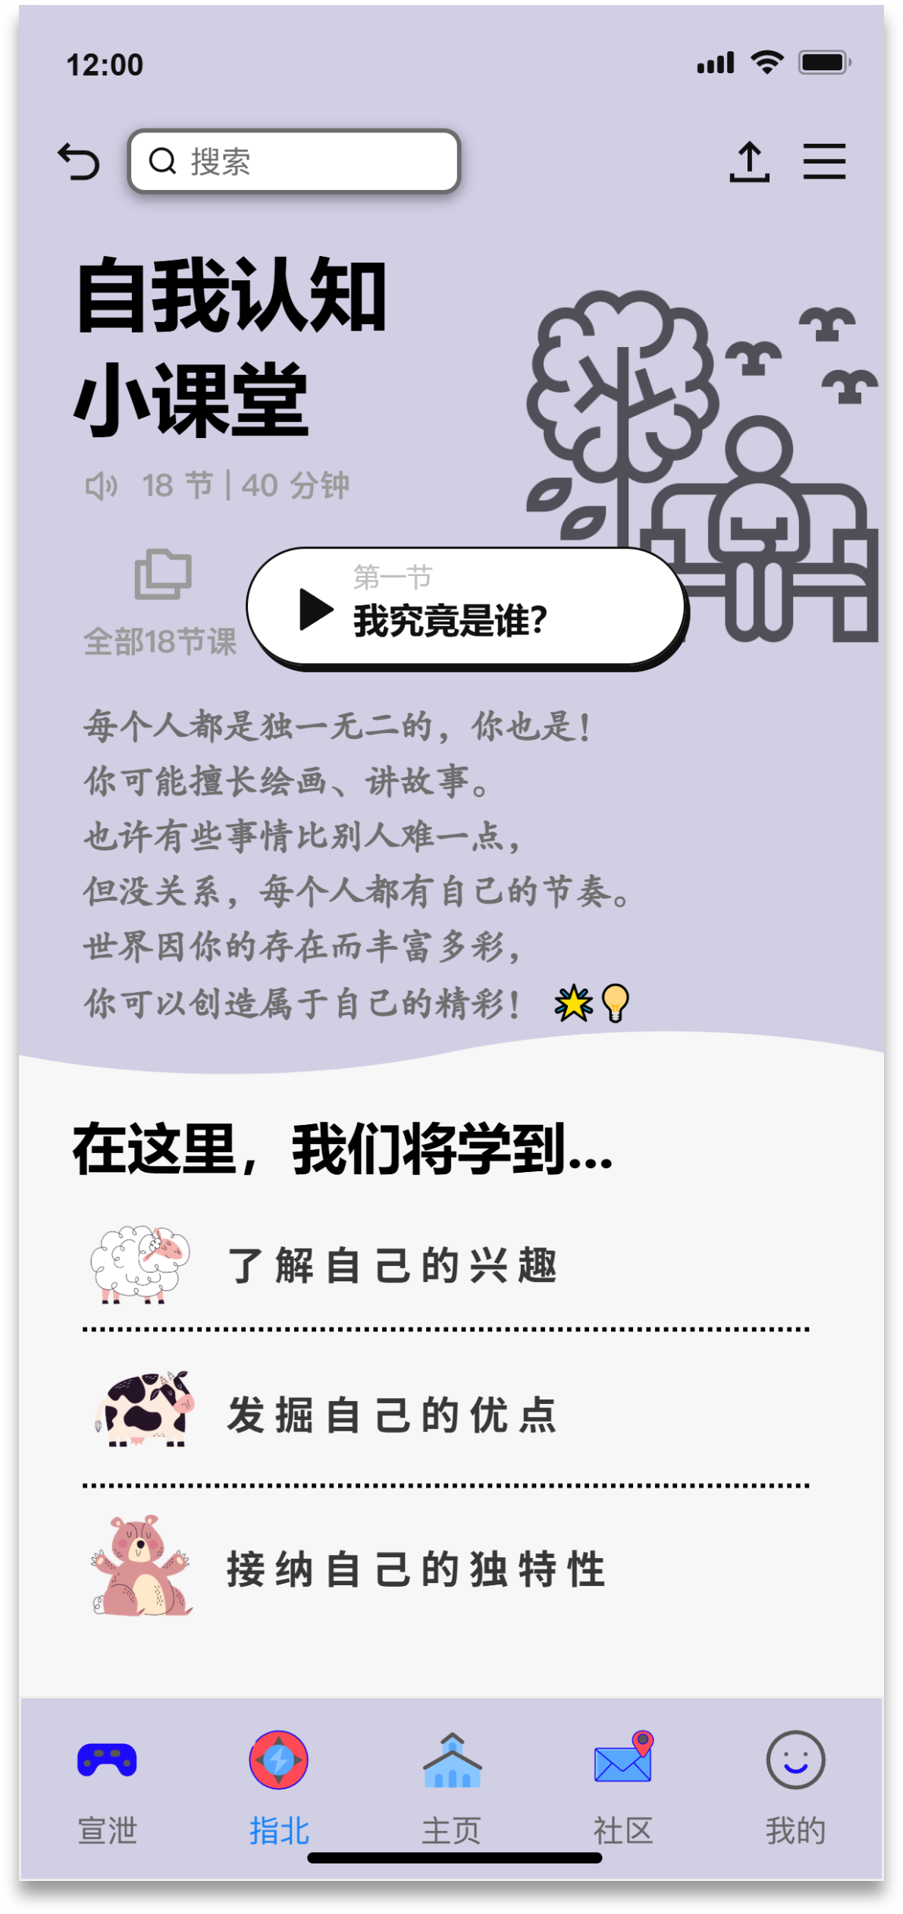 12:00
搜索
自我认知
小课堂
18 节 | 40 分钟
全部18节课
第一节
我究竟是谁?
每个人都是独一无二的，你也是！
你可能擅长绘画、讲故事。
也许有些事情比别人难一点，
但没关系，每个人都有自己的节奏。
世界因你的存在而丰富多彩，
你可以创造属于自己的精彩！
在这里，我们将学到...
了解自己的兴趣
发掘自己的优点
接纳自己的独特性
宣泄
指北
主页
社区
我的